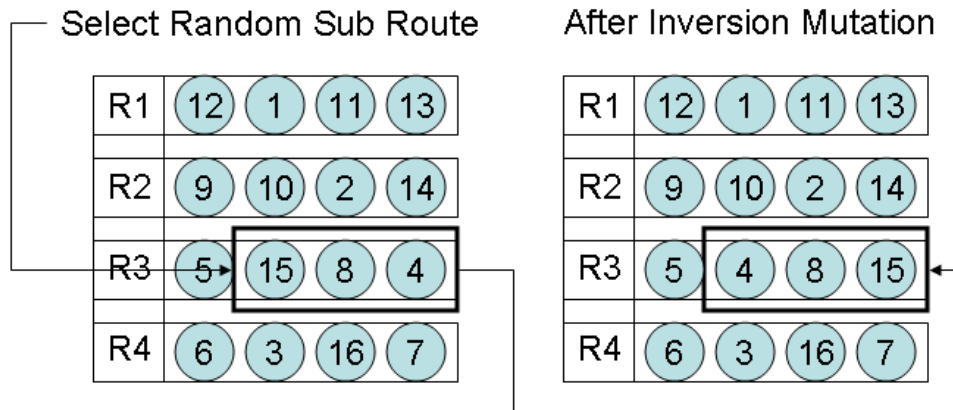 Select Random Sub Route
R1 12 1 11 13
R2 9 10 2 14
R3 5 15 8 4
R4 6 3 16 7
After Inversion Mutation
R1 12 1 11 13
R2 9 10 2 14
R3 5 4 8 15
R4 6 3 16 7